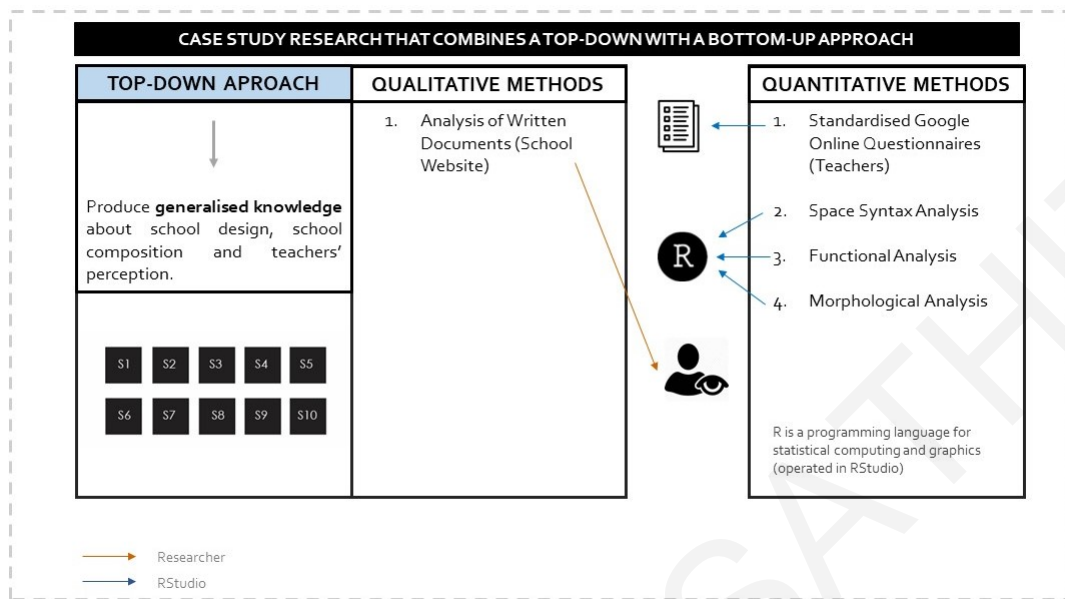 CASE STUDY RESEARCH THAT COMBINES A TOP-DOWN WITH A BOTTOM-UP APPROACH
TOP-DOWN APROACH
Produce generalised knowledge
about school design, school
composition and teachers'
perception.
S1 S2 S3 S4 S5
S6 S7 S8 S9 S10
QUALITATIVE METHODS
1. Analysis of Written
Documents (School
Website)
R
QUANTITATIVE METHODS
1. Standardised Google
Online Questionnaires
(Teachers)
2. Space Syntax Analysis
3. Functional Analysis
4. Morphological Analysis
R is a programming language for
statistical computing and graphics
(operated in RStudio)
Researcher
RStudio